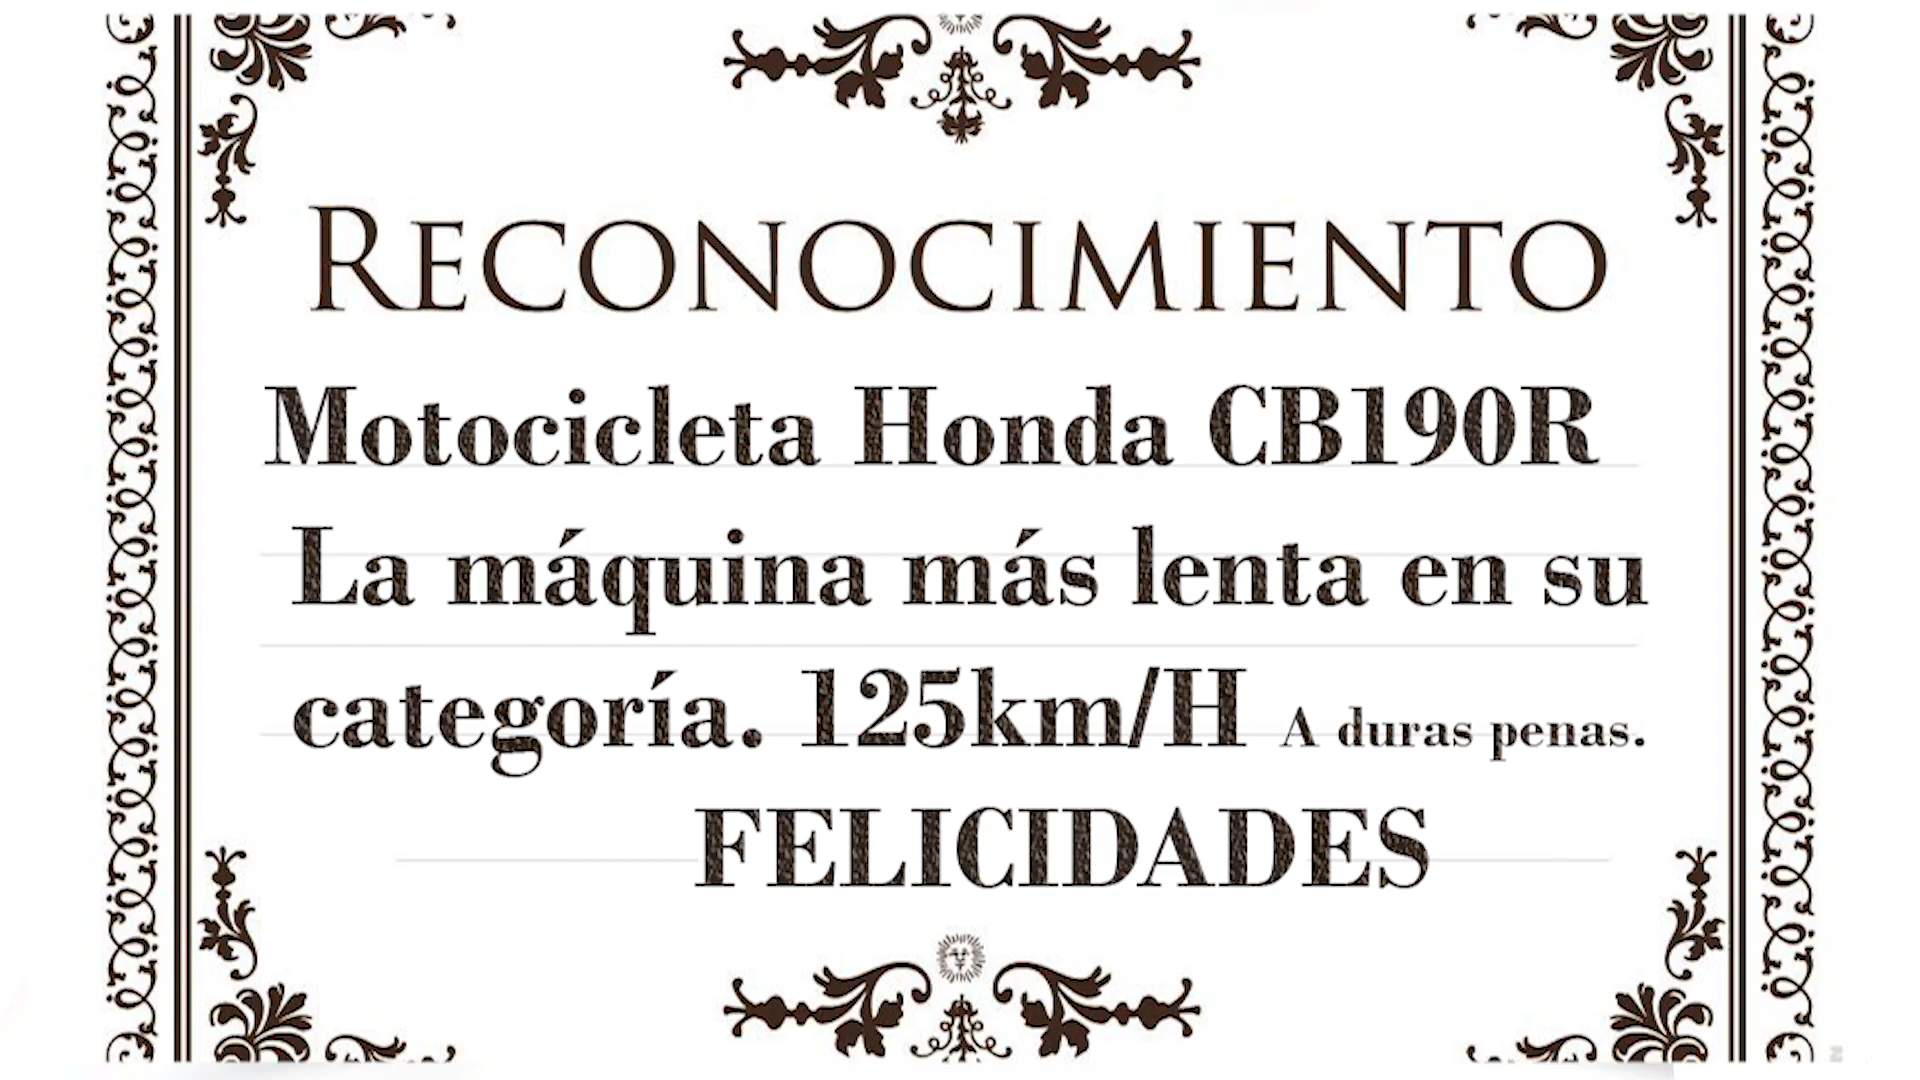 RECONOCIMIENTO
Motocicleta Honda CB190R
La máquina más lenta en su
categoría. 125km/H A duras penas.
FELICIDADES